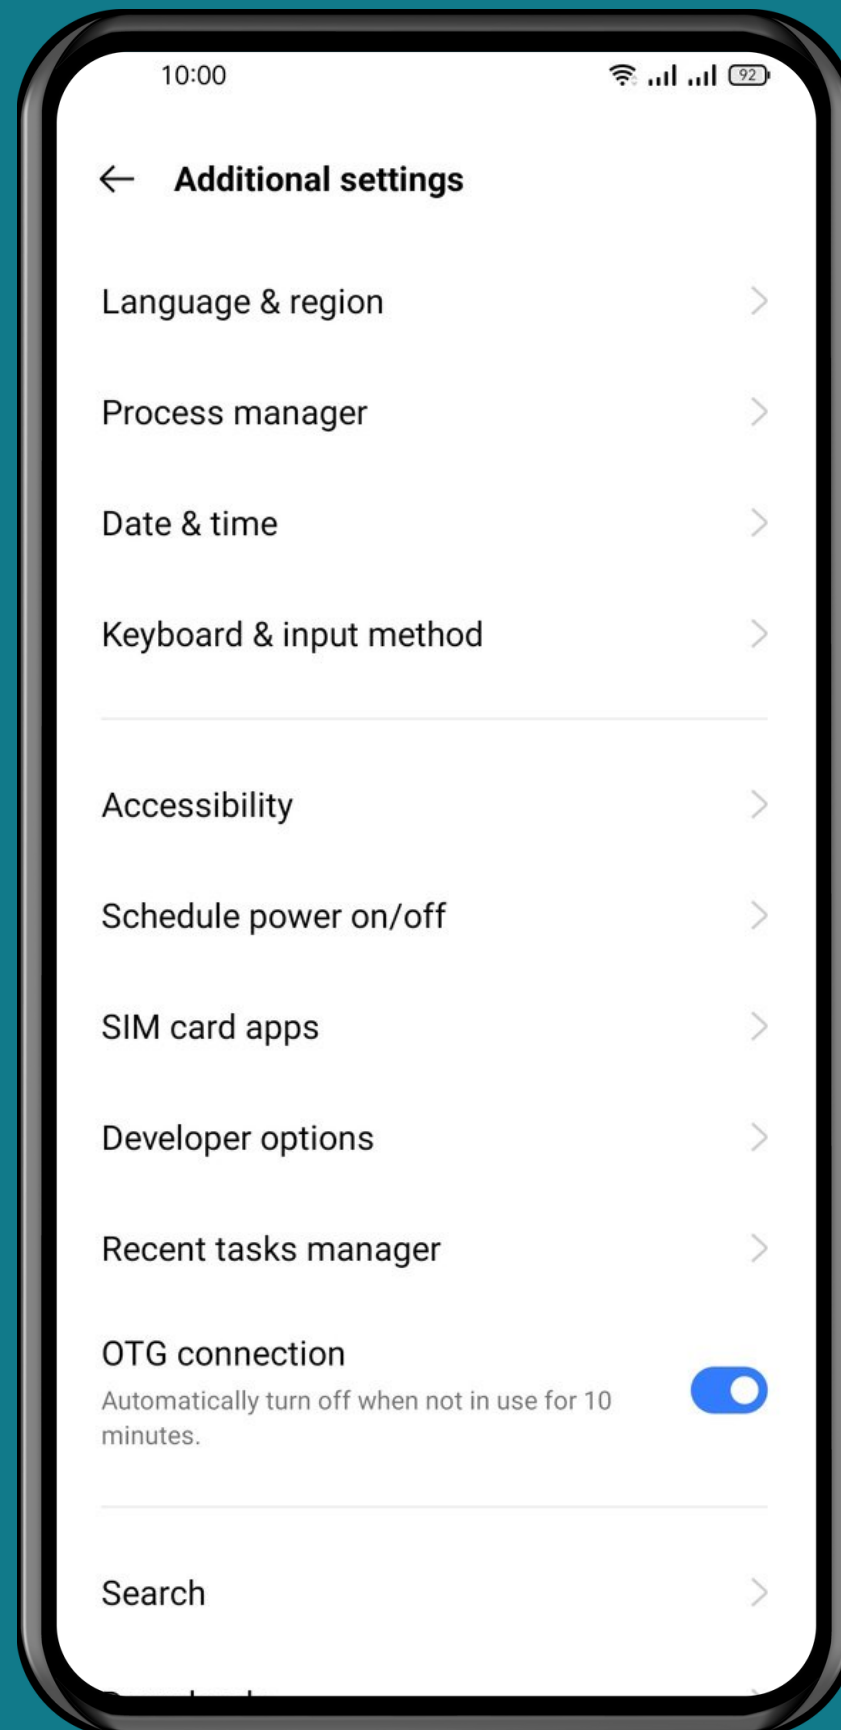 10:00
92
Additional settings
Language & region
Process manager
Date & time
Keyboard & input method
Accessibility
Schedule power on/off
SIM card apps
Developer options
Recent tasks manager
OTG connection
Automatically turn off when not in use for 10
minutes.
Search